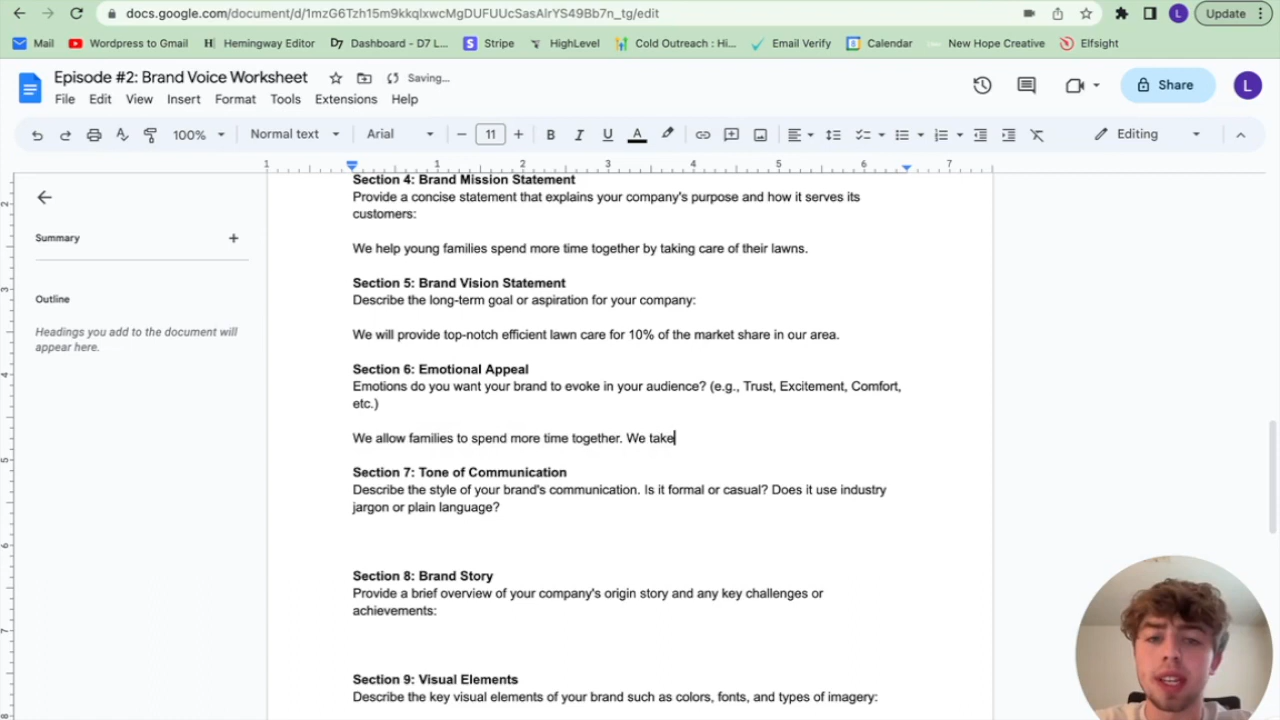 docs.google.com/document/d/1mzG6Tzh15m9kkqlxwcMgDUFUUcSasAlrYS49Bb7n_tg/edit
Update
Mail
Wordpress to Gmail
Hemingway Editor
Dashboard - D7 L...
Stripe
HighLevel
Cold Outreach : Hi...
Email Verify
Calendar
New Hope Creative
Elfsight
Episode #2: Brand Voice Worksheet
Saving...
File Edit View Insert Format Tools Extensions Help
Share
L
100%
Normal text
Arial
11
Editing
1 1 2 3 4 5 6 7
Summary
Outline
Headings you add to the document will
appear here.
Section 4: Brand Mission Statement
Provide a concise statement that explains your company's purpose and how it serves its
customers:
We help young families spend more time together by taking care of their lawns.
Section 5: Brand Vision Statement
Describe the long-term goal or aspiration for your company:
We will provide top-notch efficient lawn care for 10% of the market share in our area.
Section 6: Emotional Appeal
Emotions do you want your brand to evoke in your audience? (e.g., Trust, Excitement, Comfort,
etc.)
We allow families to spend more time together. We take
Section 7: Tone of Communication
Describe the style of your brand's communication. Is it formal or casual? Does it use industry
jargon or plain language?
Section 8: Brand Story
Provide a brief overview of your company's origin story and any key challenges or
achievements:
Section 9: Visual Elements
Describe the key visual elements of your brand such as colors, fonts, and types of imagery: